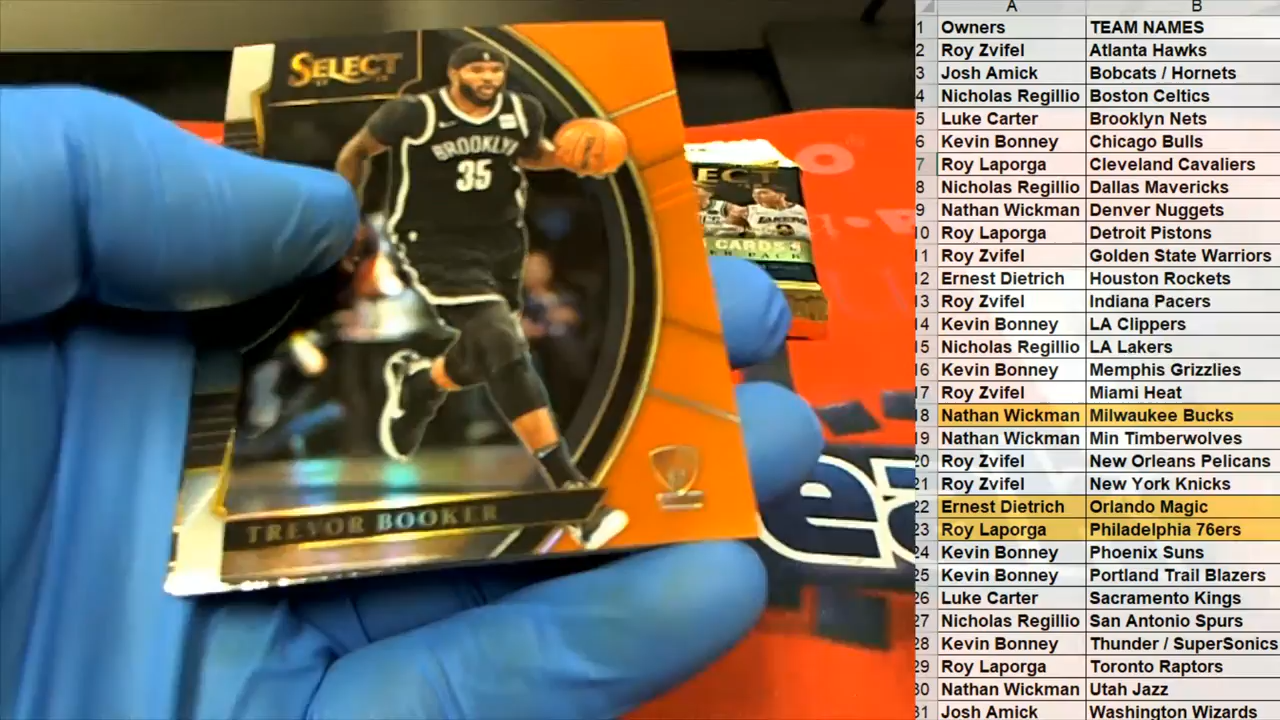 SELECT
BROOKLYN
35
TREVOR BOOKER
ECT
LAKERS
CARDS
PACK
A B
1 Owners TEAM NAMES
2 Roy Zvifel Atlanta Hawks
3 Josh Amick Bobcats / Hornets
4 Nicholas Regillio Boston Celtics
5 Luke Carter Brooklyn Nets
6 Kevin Bonney Chicago Bulls
7 Roy Laporga Cleveland Cavaliers
8 Nicholas Regillio Dallas Mavericks
9 Nathan Wickman Denver Nuggets
10 Roy Laporga Detroit Pistons
11 Roy Zvifel Golden State Warriors
12 Ernest Dietrich Houston Rockets
13 Roy Zvifel Indiana Pacers
14 Kevin Bonney LA Clippers
15 Nicholas Regillio LA Lakers
16 Kevin Bonney Memphis Grizzlies
17 Roy Zvifel Miami Heat
18 Nathan Wickman Milwaukee Bucks
19 Nathan Wickman Min Timberwolves
20 Roy Zvifel New Orleans Pelicans
21 Roy Zvifel New York Knicks
22 Ernest Dietrich Orlando Magic
23 Roy Laporga Philadelphia 76ers
24 Kevin Bonney Phoenix Suns
25 Kevin Bonney Portland Trail Blazers
26 Luke Carter Sacramento Kings
27 Nicholas Regillio San Antonio Spurs
28 Kevin Bonney Thunder / SuperSonics
29 Roy Laporga Toronto Raptors
30 Nathan Wickman Utah Jazz
31 Josh Amick Washington Wizards